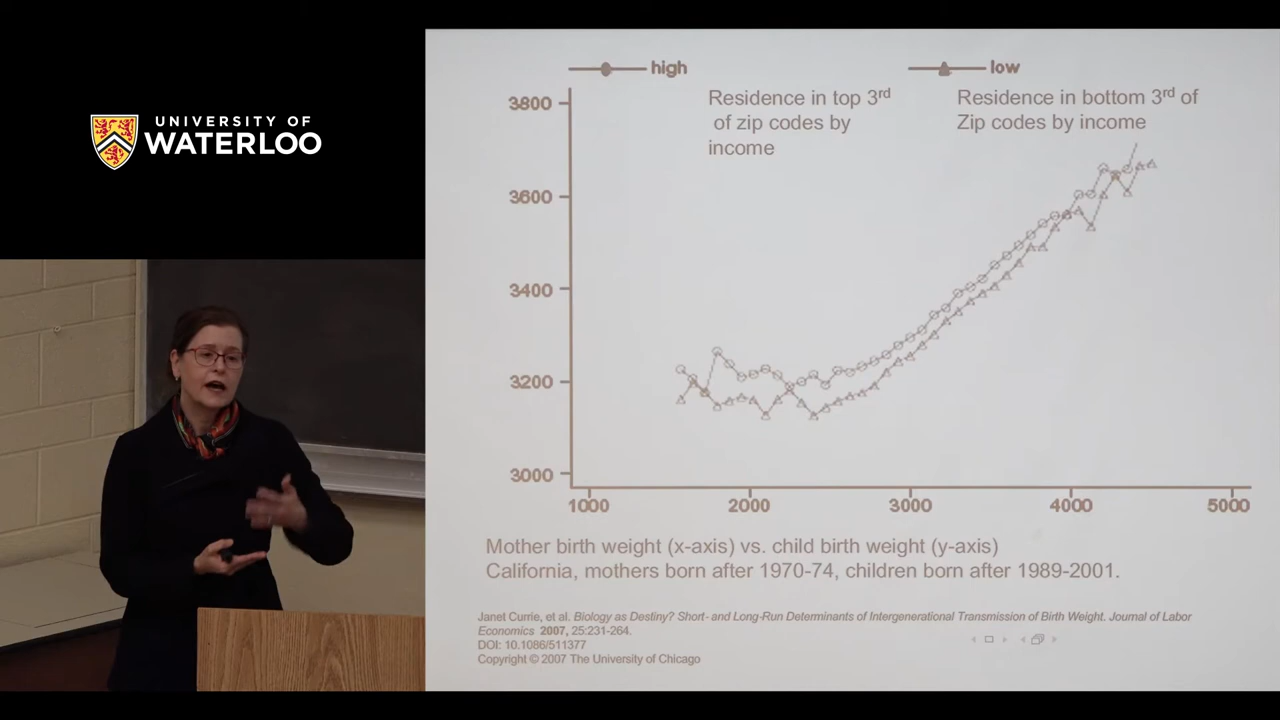 UNIVERSITY OF
WATERLOO
high
low
Residence in top 3rd
of zip codes by
income
Residence in bottom 3rd of
Zip codes by income
3800
3600
3400
3200
3000
1000
2000
3000
4000
5000
Mother birth weight (x-axis) vs. child birth weight (y-axis)
California, mothers born after 1970-74, children born after 1989-2001.
Janet Currie, et al. Biology as Destiny? Short- and Long-Run Determinants of Intergenerational Transmission of Birth Weight. Journal of Labor
Economics 2007, 25:231-264.
DOI: 10.1086/511377
Copyright © 2007 The University of Chicago